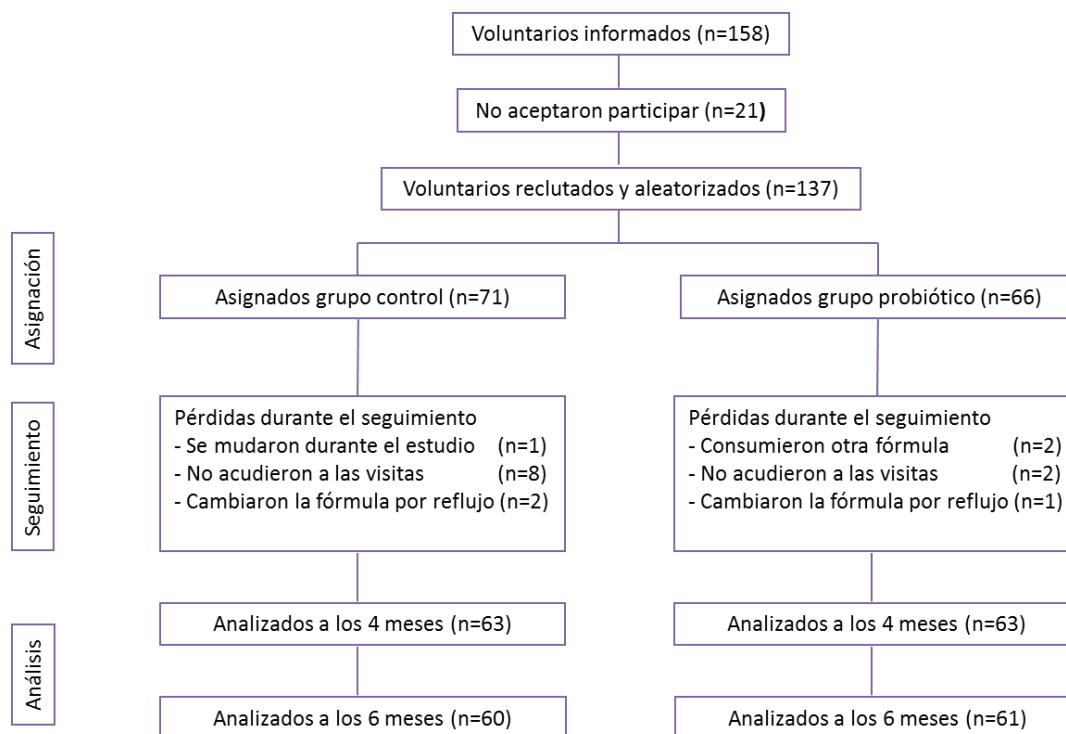 Voluntarios informados (n=158)
No aceptaron participar (n=21)
Voluntarios reclutados y aleatorizados (n=137)
Asignación
Asignados grupo control (n=71)
Asignados grupo probiótico (n=66)
Seguimiento
Pérdidas durante el seguimiento
- Se mudaron durante el estudio (n=1)
- No acudieron a las visitas (n=8)
- Cambiaron la fórmula por reflujo (n=2)
Pérdidas durante el seguimiento
- Consumieron otra fórmula (n=2)
- No acudieron a las visitas (n=2)
- Cambiaron la fórmula por reflujo (n=1)
Análisis
Analizados a los 4 meses (n=63)
Analizados a los 4 meses (n=63)
Analizados a los 6 meses (n=60)
Analizados a los 6 meses (n=61)